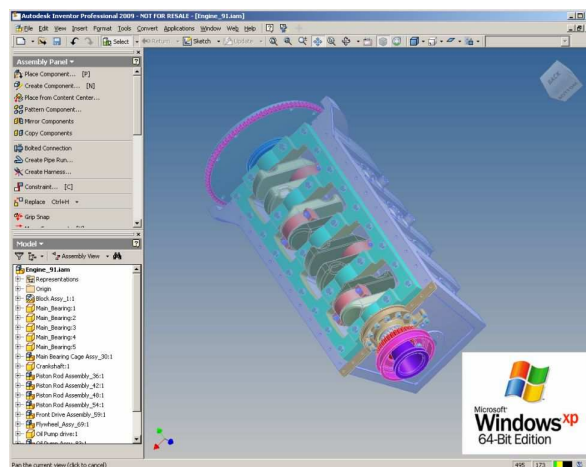 Autodesk Inventor Professional 2009 - NOT FOR RESALE - [Engine_91.iam]
File Edit View Insert Format Tools Convert Applications Window Web Help
Select Return Sketch Update
Assembly Panel
Place Component... [P]
Create Component... [N]
Place from Content Center...
Pattern Component...
Mirror Components
Copy Components
Bolted Connection
Create Pipe Run...
Create Harness...
Constraint... [C]
Replace Ctrl+H
Grip Snap
BACK
Model
Assembly View
Engine_91.iam
Representations
Origin
Block Assy_1:1
Main_Bearing:1
Main_Bearing:2
Main_Bearing:3
Main_Bearing:4
Main_Bearing:5
Main Bearing Cage Assy_30:1
Crankshaft:1
Piston Rod Assembly_36:1
Piston Rod Assembly_42:1
Piston Rod Assembly_48:1
Piston Rod Assembly_54:1
Front Drive Assembly_59:1
Flywheel_Assy_69:1
Oil Pump drive:1
Microsoft
Windows xp
64-Bit Edition
Pan the current view (click to cancel)
495 173